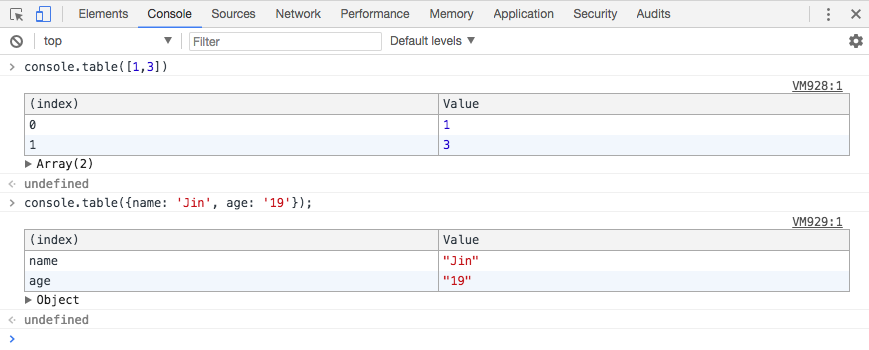 Elements Console Sources Network Performance Memory Application Security Audits
top Filter Default levels
console.table([1,3])
VM928:1
(index) Value
0 1
1 3
Array(2)
undefined
console.table({name: 'Jin', age: '19'});
VM929:1
(index) Value
name "Jin"
age "19"
Object
undefined